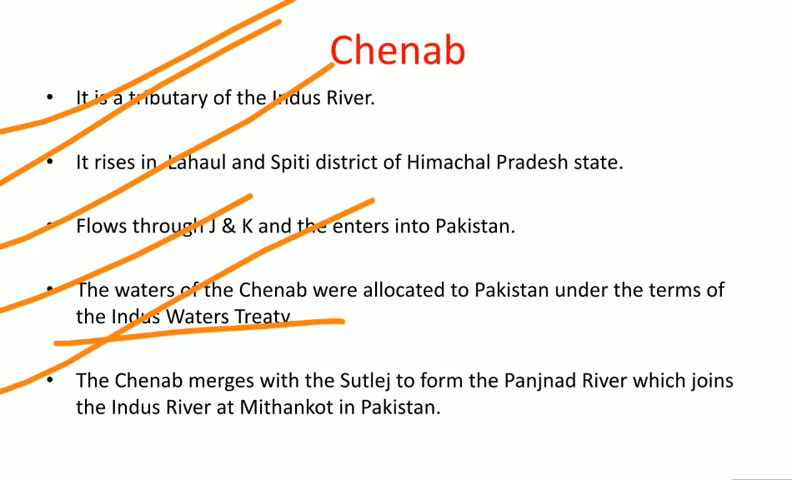 Chenab
• It is a tributary of the Indus River.
• It rises in Lahaul and Spiti district of Himachal Pradesh state.
• Flows through J & K and the enters into Pakistan.
• The waters of the Chenab were allocated to Pakistan under the terms of
the Indus Waters Treaty
• The Chenab merges with the Sutlej to form the Panjnad River which joins
the Indus River at Mithankot in Pakistan.